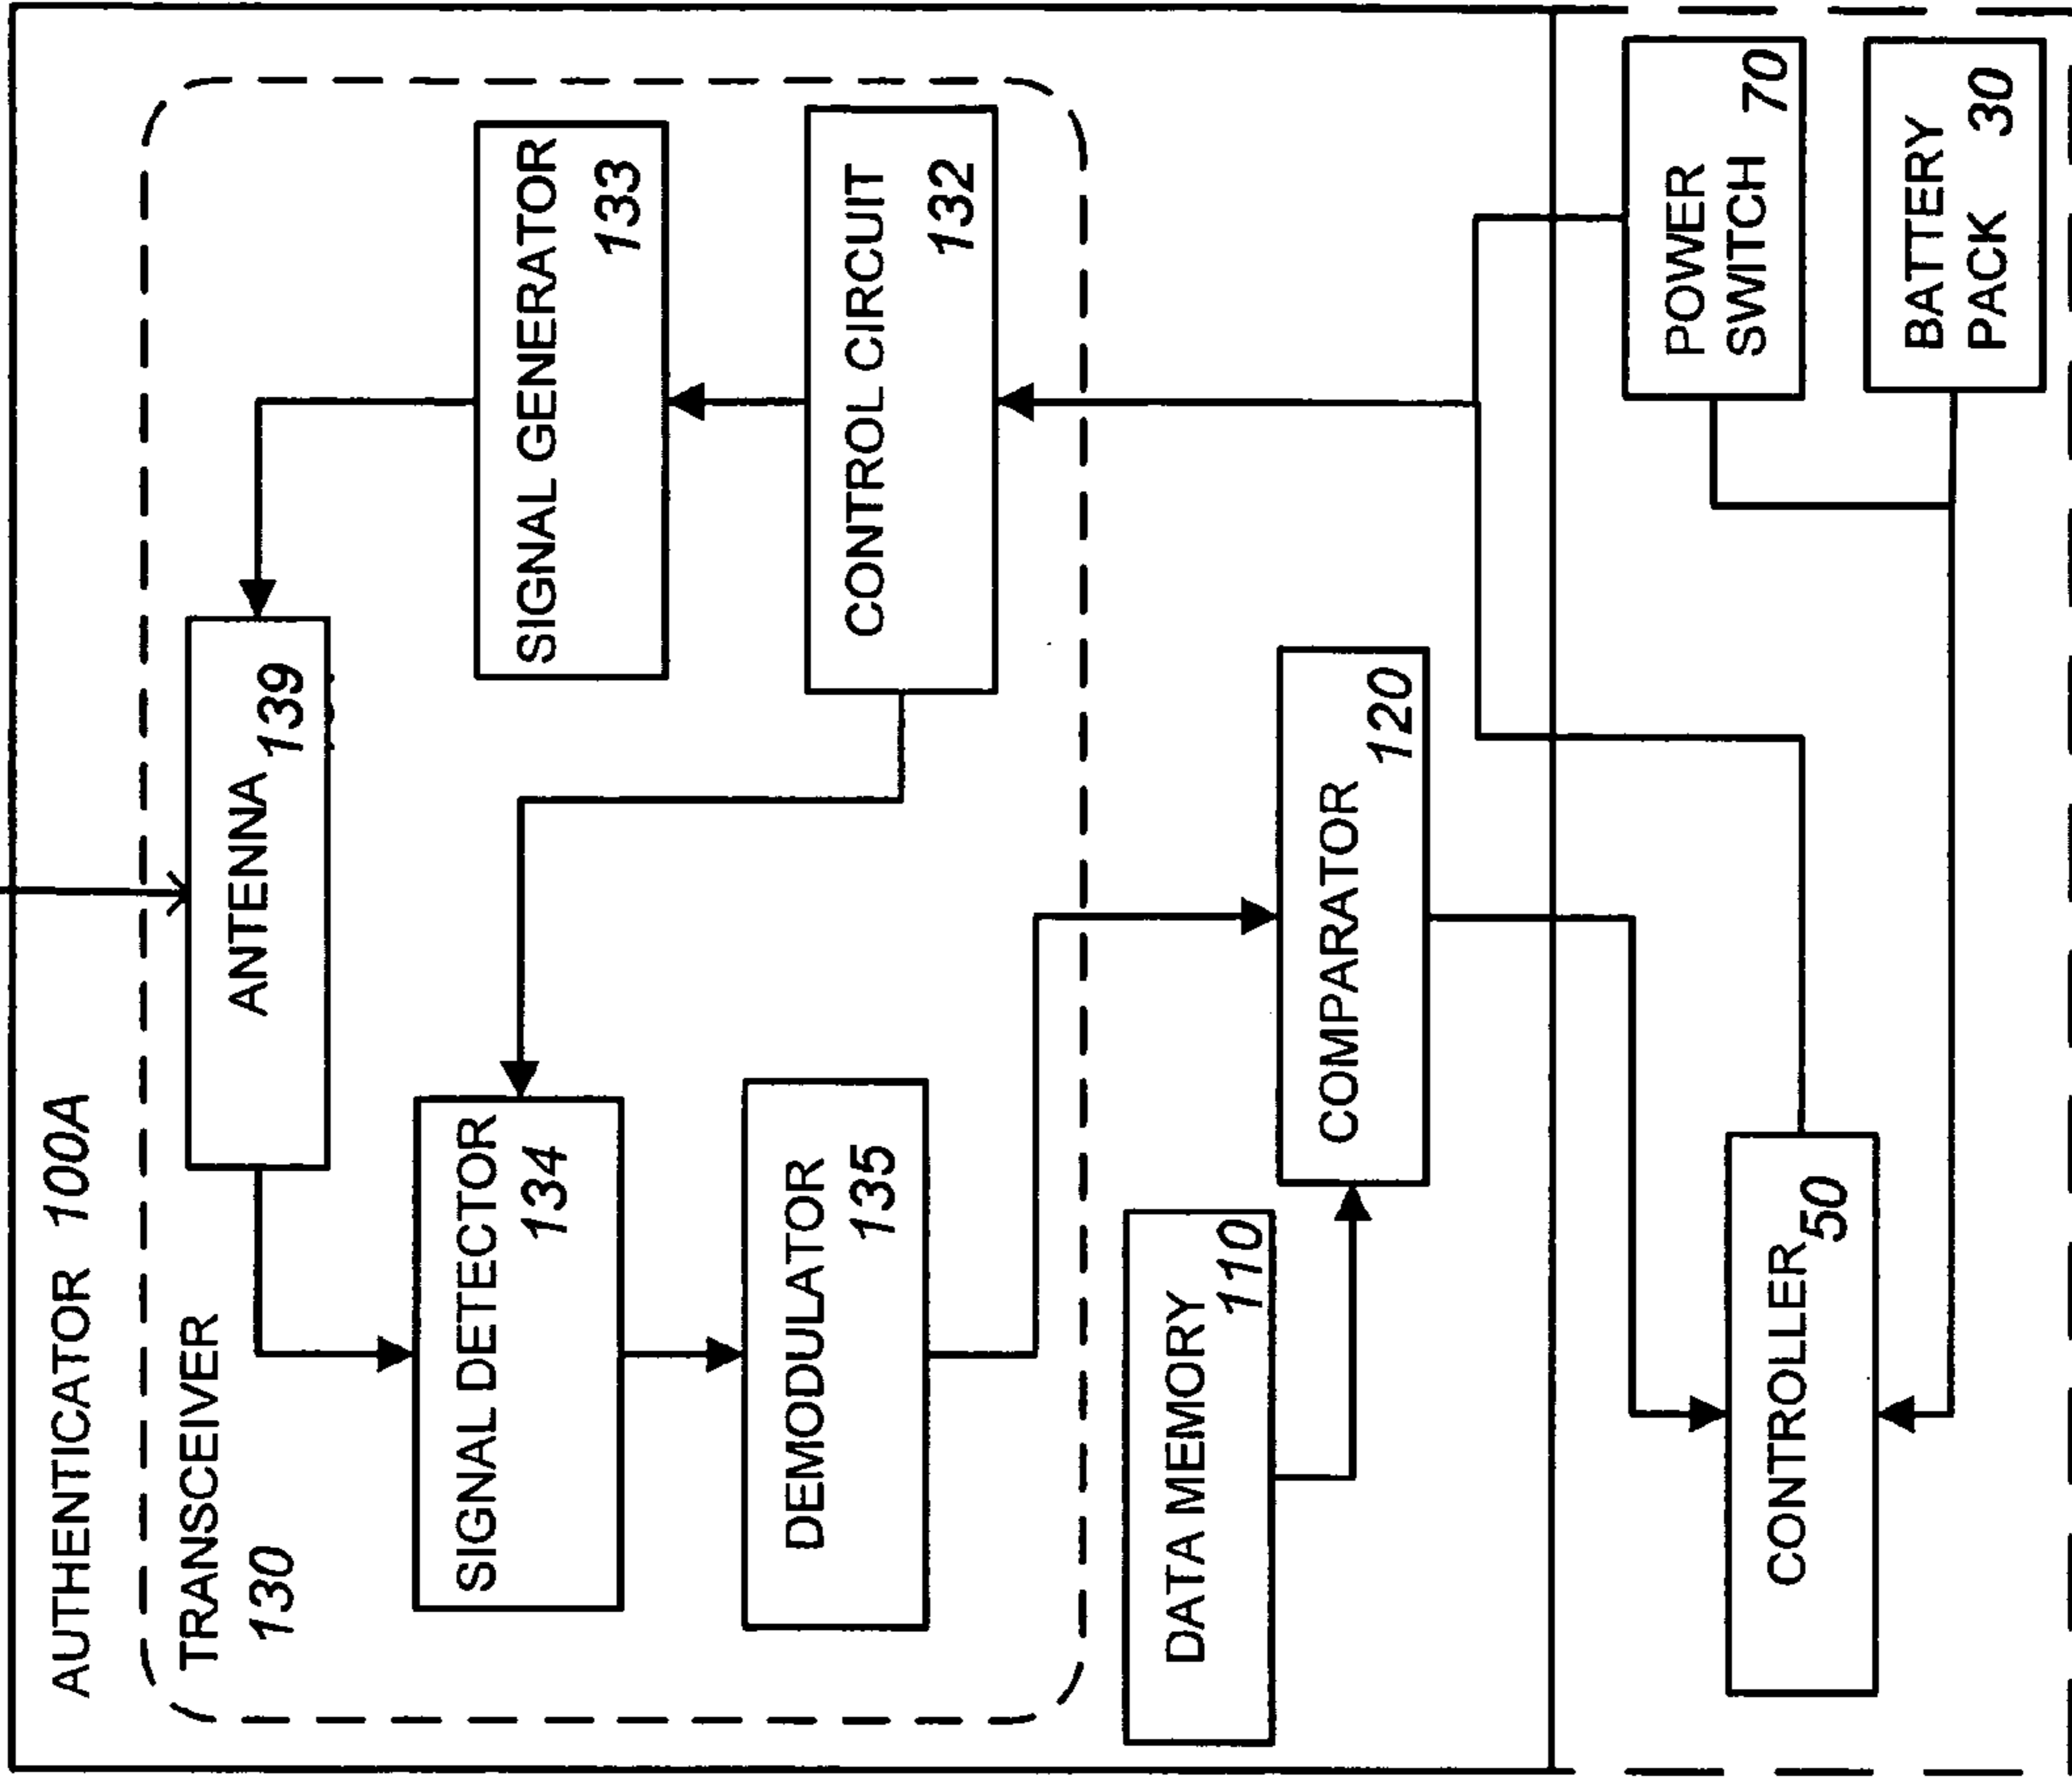 AUTHENTICATOR 100A
TRANSCEIVER
130
ANTENNA 139
SIGNAL DETECTOR
134
SIGNAL GENERATOR
133
DEMODULATOR
135
CONTROL CIRCUIT
132
DATA MEMORY
110
COMPARATOR
120
CONTROLLER 50
POWER
SWITCH 70
BATTERY
PACK 30